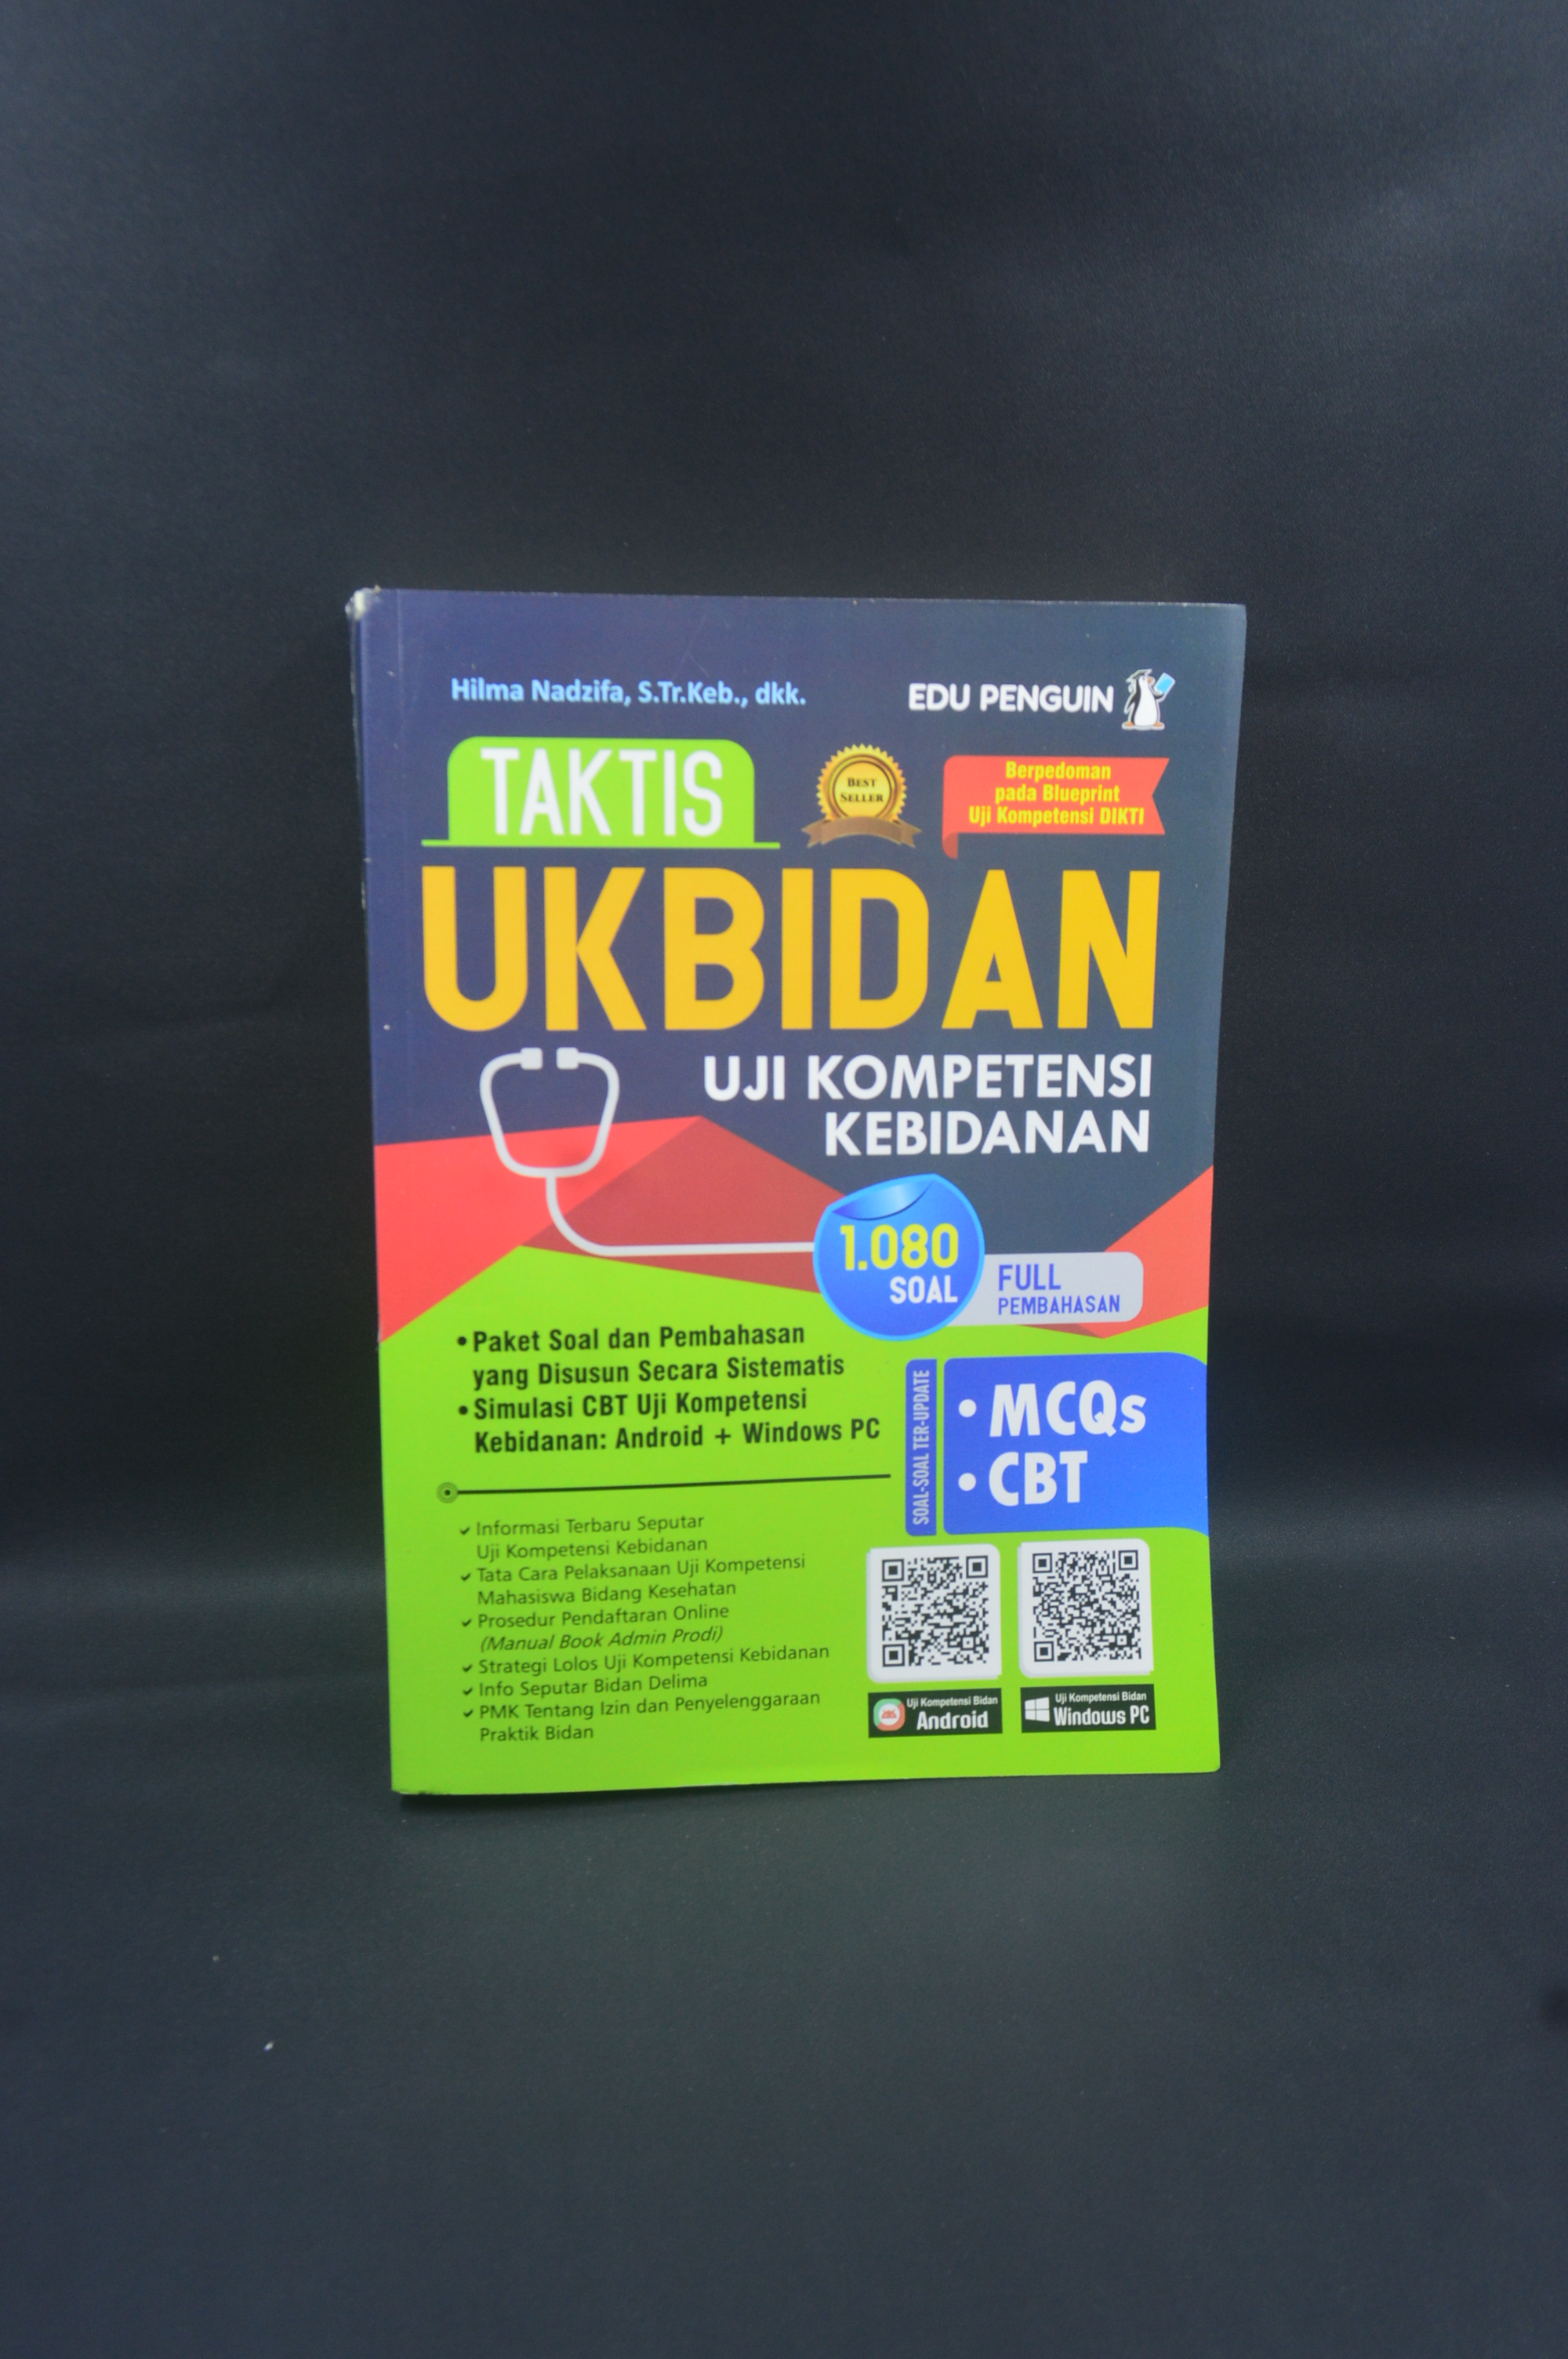 Hilma Nadzifa, S.Tr.Keb., dkk.
EDU PENGUIN
TAKTIS
BEST
SELLER
Berpedoman
pada Blueprint
Uji Kompetensi DIKTI
UKBIDAN
UJI KOMPETENSI
KEBIDANAN
1.080
SOAL
FULL
PEMBAHASAN
• Paket Soal dan Pembahasan
yang Disusun Secara Sistematis
• Simulasi CBT Uji Kompetensi
Kebidanan: Android + Windows PC
SOAL-SOAL TER-UPDATE
• MCQs
• CBT
✓ Informasi Terbaru Seputar
Uji Kompetensi Kebidanan
✓ Tata Cara Pelaksanaan Uji Kompetensi
Mahasiswa Bidang Kesehatan
✓ Prosedur Pendaftaran Online
(Manual Book Admin Prodi)
✓ Strategi Lolos Uji Kompetensi Kebidanan
✓ Info Seputar Bidan Delima
✓ PMK Tentang Izin dan Penyelenggaraan
Praktik Bidan
Uji Kompetensi Bidan
Android
Uji Kompetensi Bidan
Windows PC